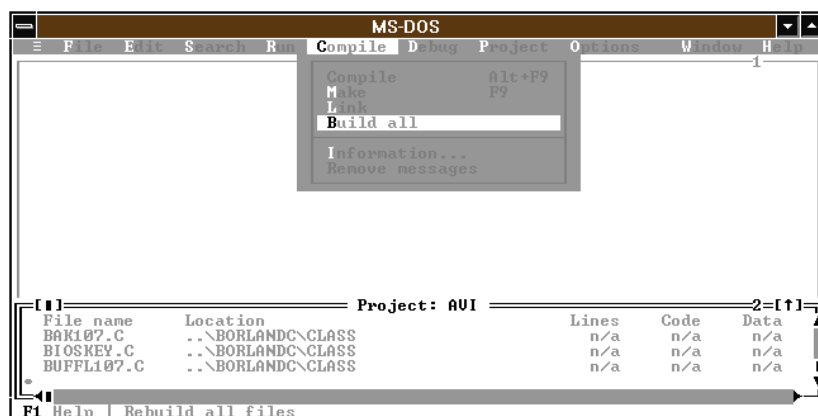 MS-DOS
≡ File Edit Search Run Compile Debug Project Options Window Help
1
Compile Alt+F9
Make F9
Link
Build all
Information...
Remove messages
[■] Project: AVI 2=[↑]
File name Location Lines Code Data
BAK107.C ..\BORLANDC\CLASS n/a n/a n/a
BIOSKEY.C ..\BORLANDC\CLASS n/a n/a n/a
BUFFL107.C ..\BORLANDC\CLASS n/a n/a n/a
F1 Help | Rebuild all files